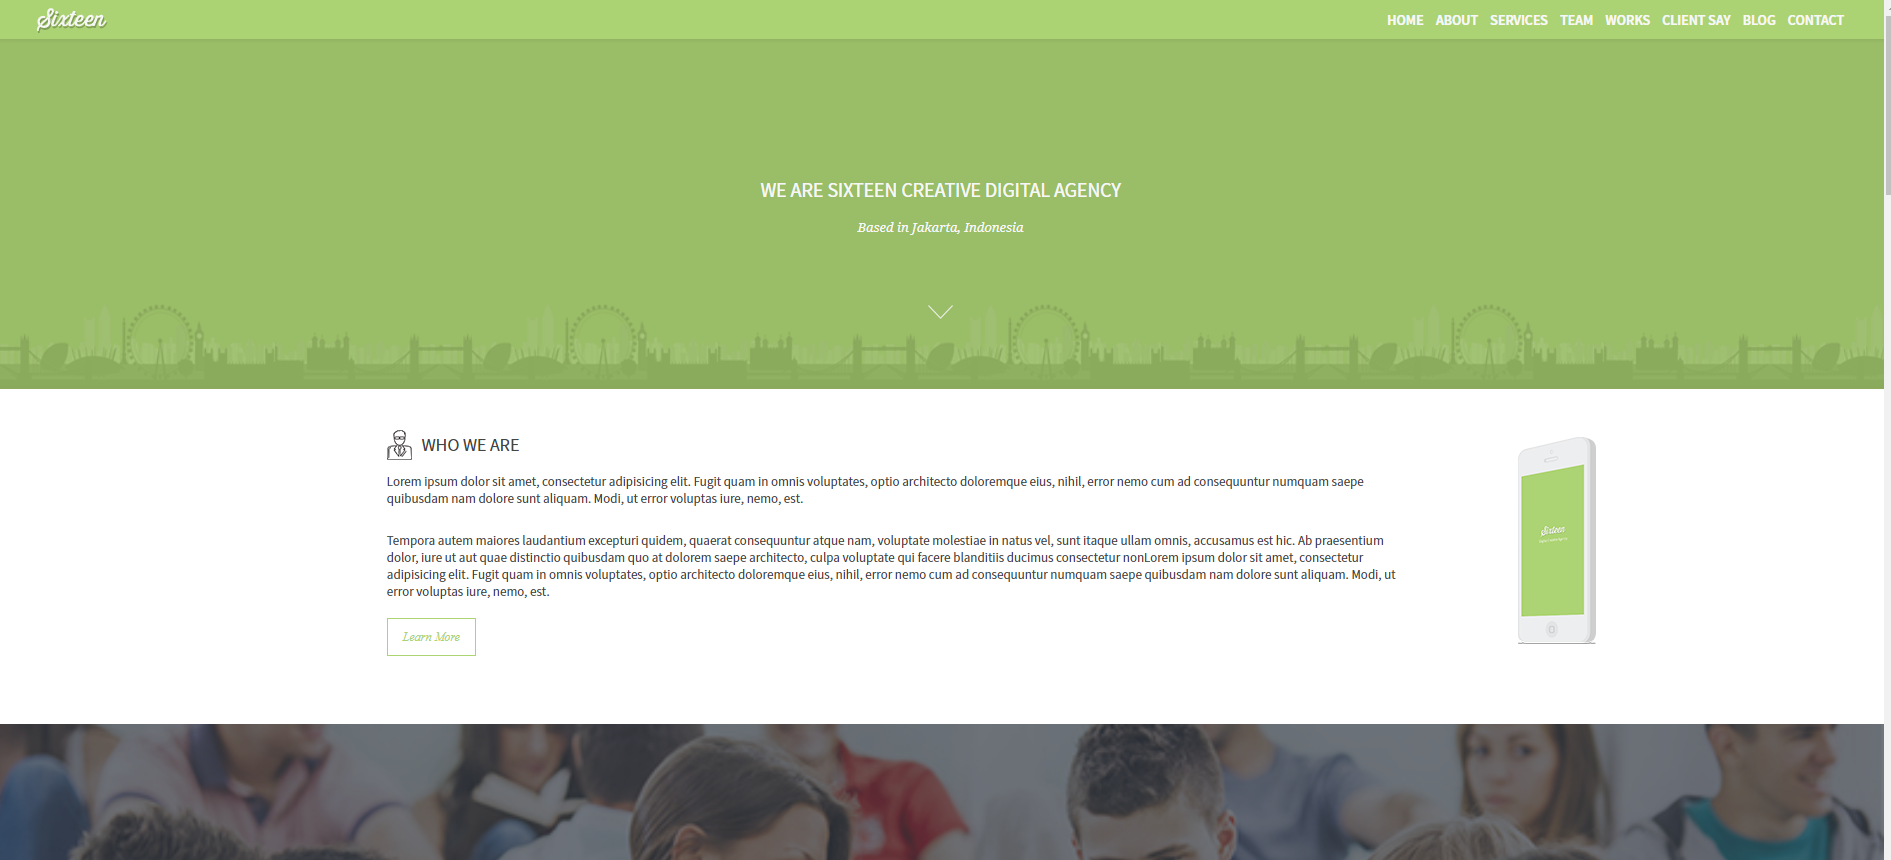 Sixteen
HOME ABOUT SERVICES TEAM WORKS CLIENT SAY BLOG CONTACT
WE ARE SIXTEEN CREATIVE DIGITAL AGENCY
Based in Jakarta, Indonesia
WHO WE ARE
Lorem ipsum dolor sit amet, consectetur adipisicing elit. Fugit quam in omnis voluptates, optio architecto doloremque eius, nihil, error nemo cum ad consequuntur numquam saepe
quibusdam nam dolore sunt aliquam. Modi, ut error voluptas iure, nemo, est.
Tempora autem maiores laudantium excepturi quidem, quaerat consequuntur atque nam, voluptate molestiae in natus vel, sunt itaque ullam omnis, accusamus est hic. Ab praesentium
dolor, iure ut aut quae distinctio quibusdam quo at dolorem saepe architecto, culpa voluptate qui facere blanditiis ducimus consectetur nonLorem ipsum dolor sit amet, consectetur
adipisicing elit. Fugit quam in omnis voluptates, optio architecto doloremque eius, nihil, error nemo cum ad consequuntur numquam saepe quibusdam nam dolore sunt aliquam. Modi, ut
error voluptas iure, nemo, est.
Learn More
Sixteen